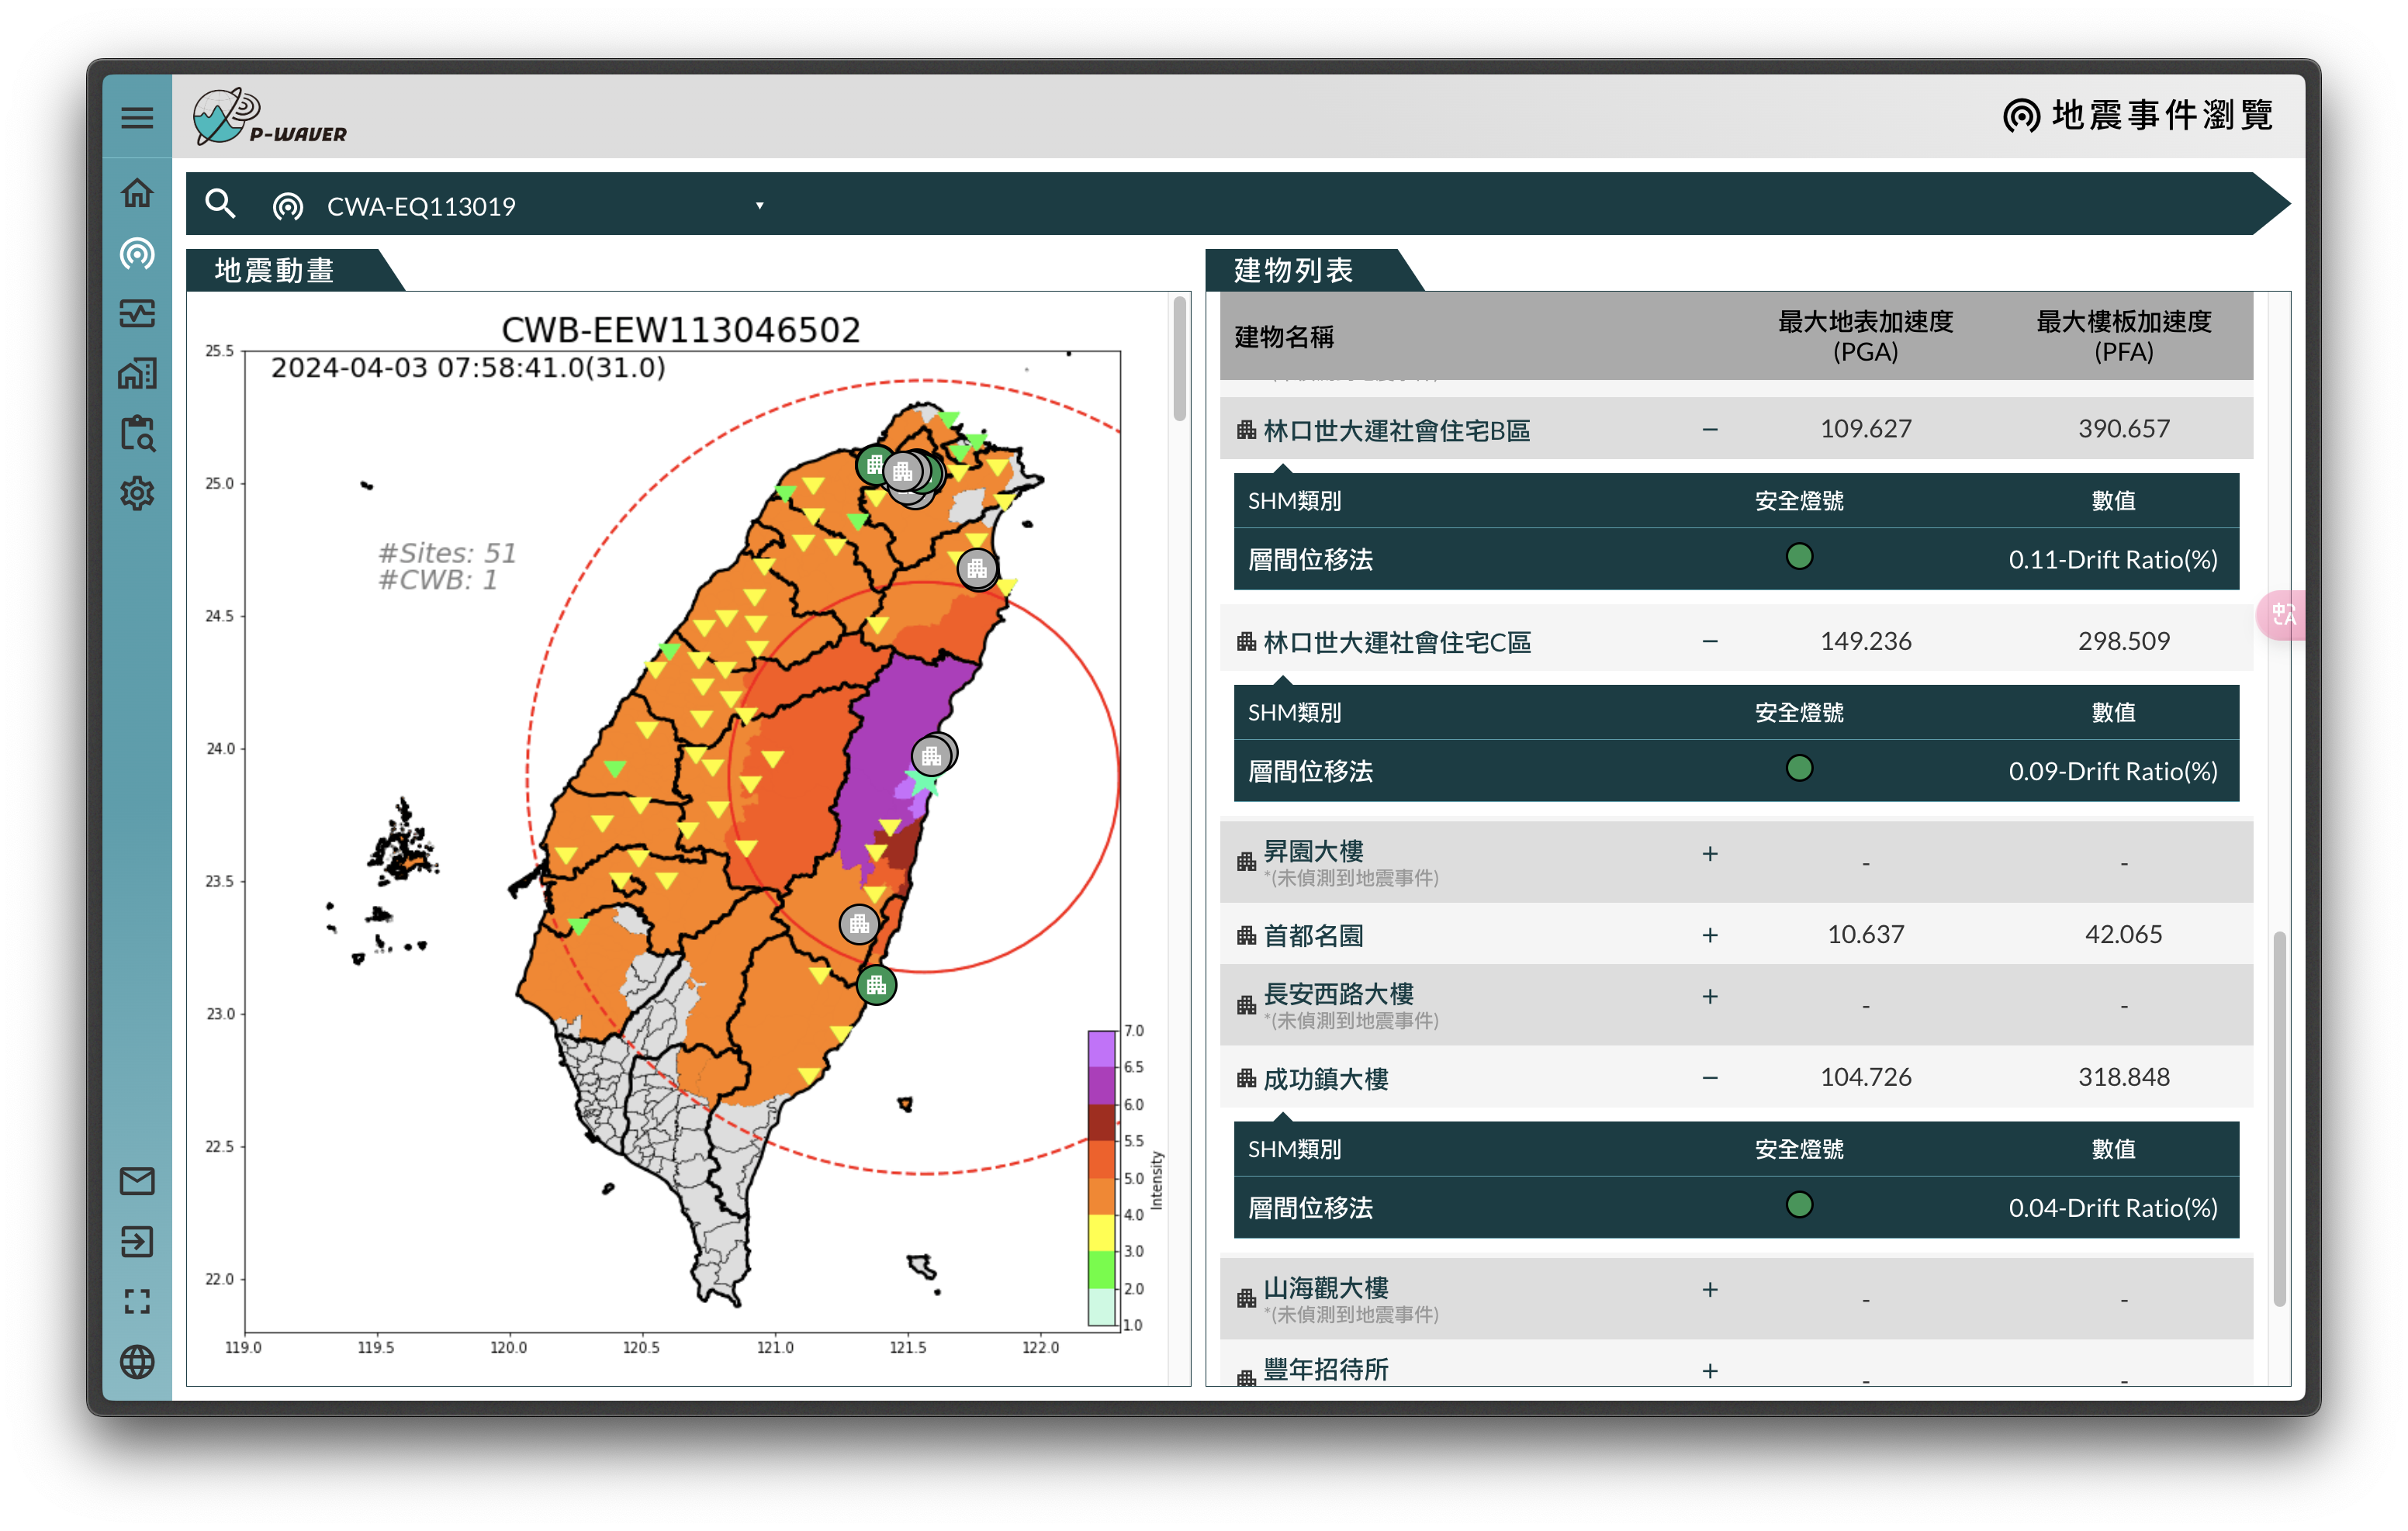 P-WAVER
地震事件瀏覽
CWA-EQ113019
地震動畫
CWB-EEW113046502
2024-04-03 07:58:41.0(31.0)
#Sites: 51
#CWB: 1
25.5
25.0
24.5
24.0
23.5
23.0
22.5
22.0
119.0
119.5
120.0
120.5
121.0
121.5
122.0
7.0
6.5
6.0
5.5
5.0
4.0
3.0
2.0
1.0
Intensity
建物列表
建物名稱
最大地表加速度
(PGA)
最大樓板加速度
(PFA)
林口世大運社會住宅B區 − 109.627 390.657
SHM類別 安全燈號 數值
層間位移法 0.11-Drift Ratio(%)
林口世大運社會住宅C區 − 149.236 298.509
SHM類別 安全燈號 數值
層間位移法 0.09-Drift Ratio(%)
昇園大樓 + - -
*(未偵測到地震事件)
首都名園 + 10.637 42.065
長安西路大樓 + - -
*(未偵測到地震事件)
成功鎮大樓 − 104.726 318.848
SHM類別 安全燈號 數值
層間位移法 0.04-Drift Ratio(%)
山海觀大樓 + - -
*(未偵測到地震事件)
豐年招待所 + - -
中
A